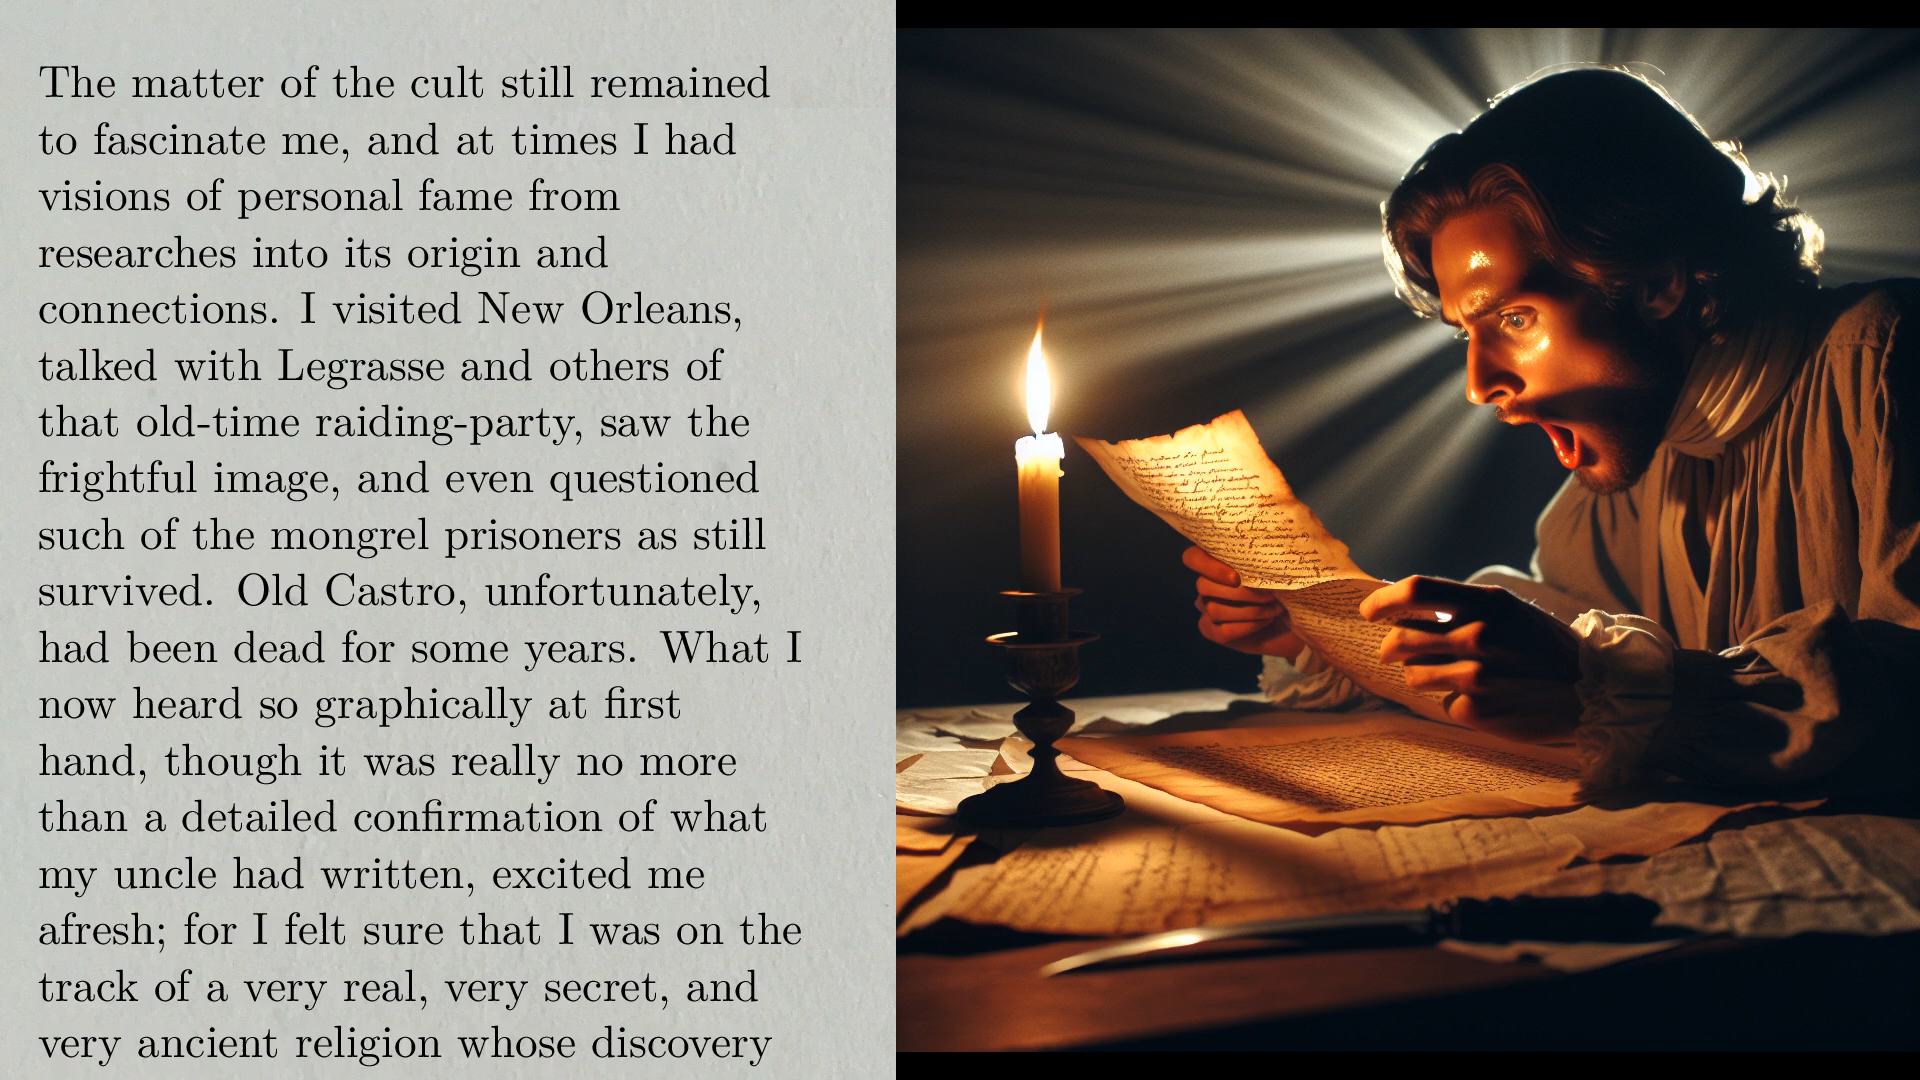 The matter of the cult still remained
to fascinate me, and at times I had
visions of personal fame from
researches into its origin and
connections. I visited New Orleans,
talked with Legrasse and others of
that old-time raiding-party, saw the
frightful image, and even questioned
such of the mongrel prisoners as still
survived. Old Castro, unfortunately,
had been dead for some years. What I
now heard so graphically at first
hand, though it was really no more
than a detailed confirmation of what
my uncle had written, excited me
afresh; for I felt sure that I was on the
track of a very real, very secret, and
very ancient religion whose discovery